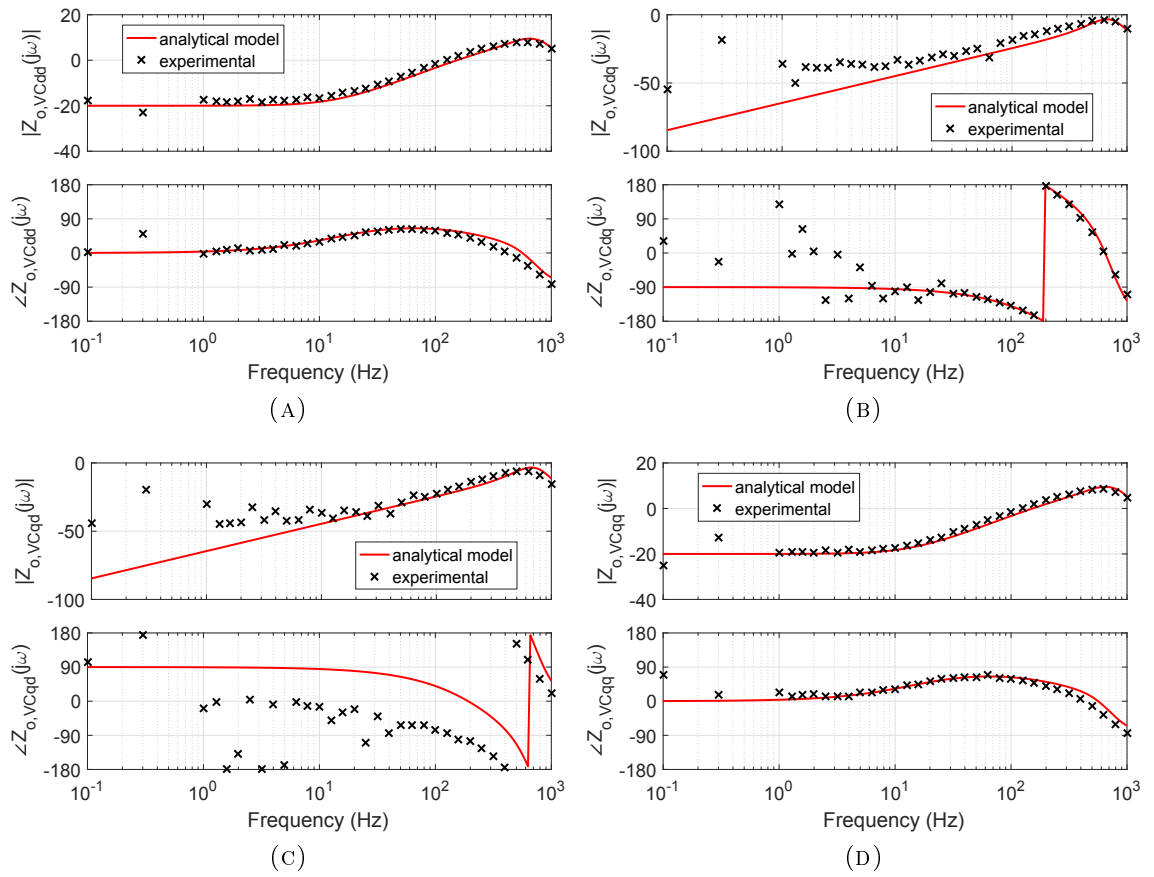 |Z_o,VCdd(jω)|
20
0
-20
-40
analytical model
experimental
∠Z_o,VCdd(jω)
180
90
0
-90
-180
10^-1 10^0 10^1 10^2 10^3
Frequency (Hz)
(A)
|Z_o,VCdq(jω)|
0
-50
-100
analytical model
experimental
∠Z_o,VCdq(jω)
180
90
0
-90
-180
10^-1 10^0 10^1 10^2 10^3
Frequency (Hz)
(B)
|Z_o,VCqd(jω)|
0
-50
-100
analytical model
experimental
∠Z_o,VCqd(jω)
180
90
0
-90
-180
10^-1 10^0 10^1 10^2 10^3
Frequency (Hz)
(C)
|Z_o,VCqq(jω)|
20
0
-20
-40
analytical model
experimental
∠Z_o,VCqq(jω)
180
90
0
-90
-180
10^-1 10^0 10^1 10^2 10^3
Frequency (Hz)
(D)